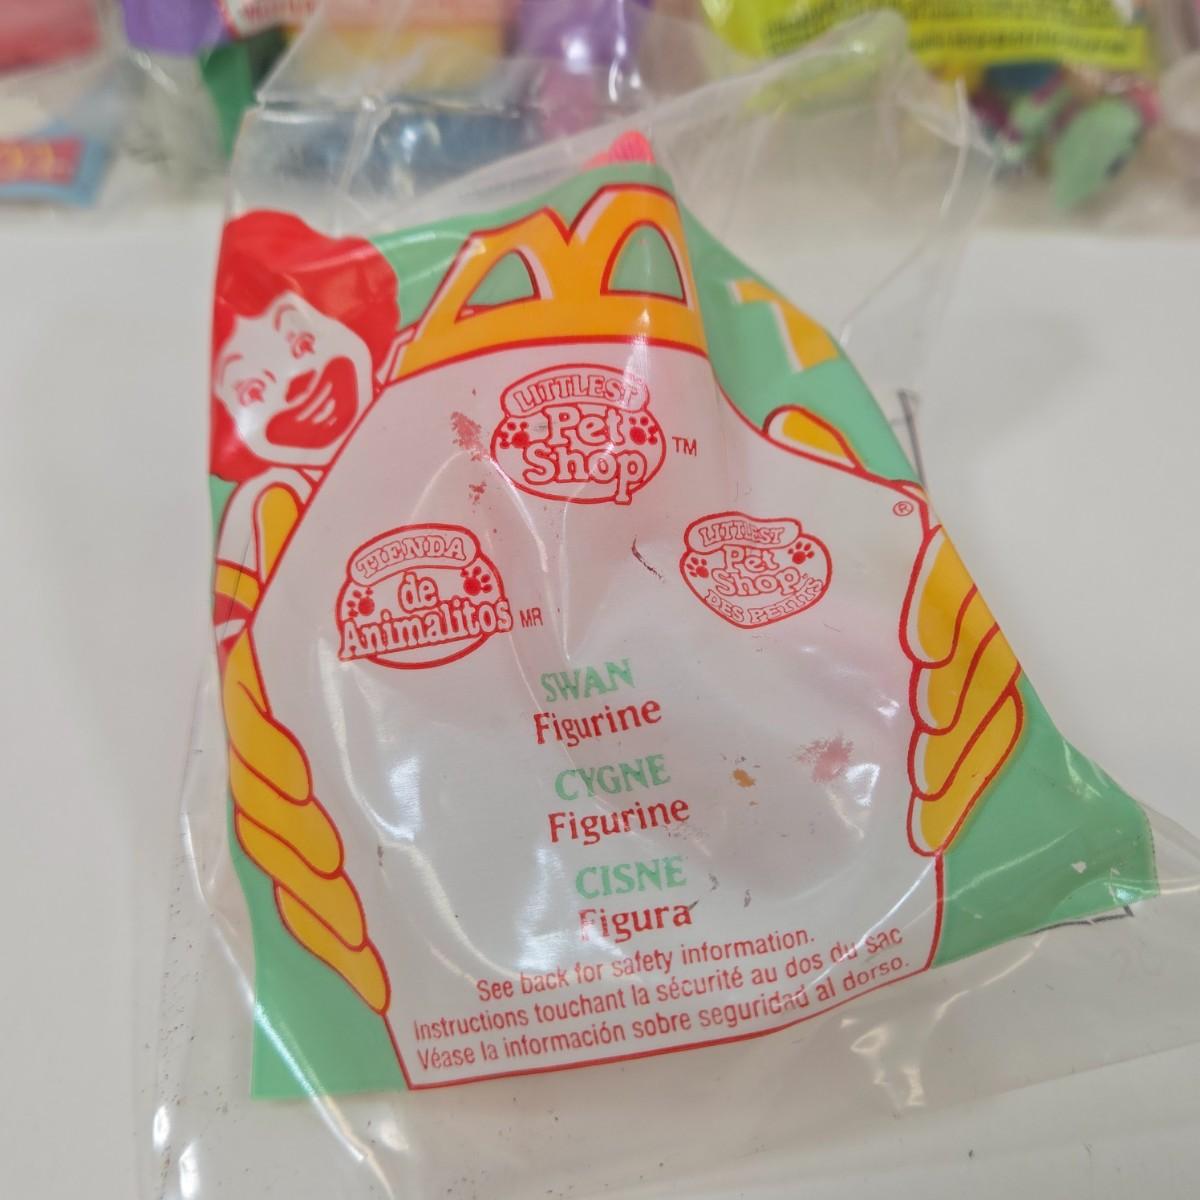 LITTLEST
Pet
Shop
TM
®
TIENDA
de
Animalitos
MR
LITTLEST
Pet
Shop
DES PETITS
SWAN
Figurine
CYGNE
Figurine
CISNE
Figura
See back for safety information.
Instructions touchant la sécurité au dos du sac
Véase la información sobre seguridad al dorso.